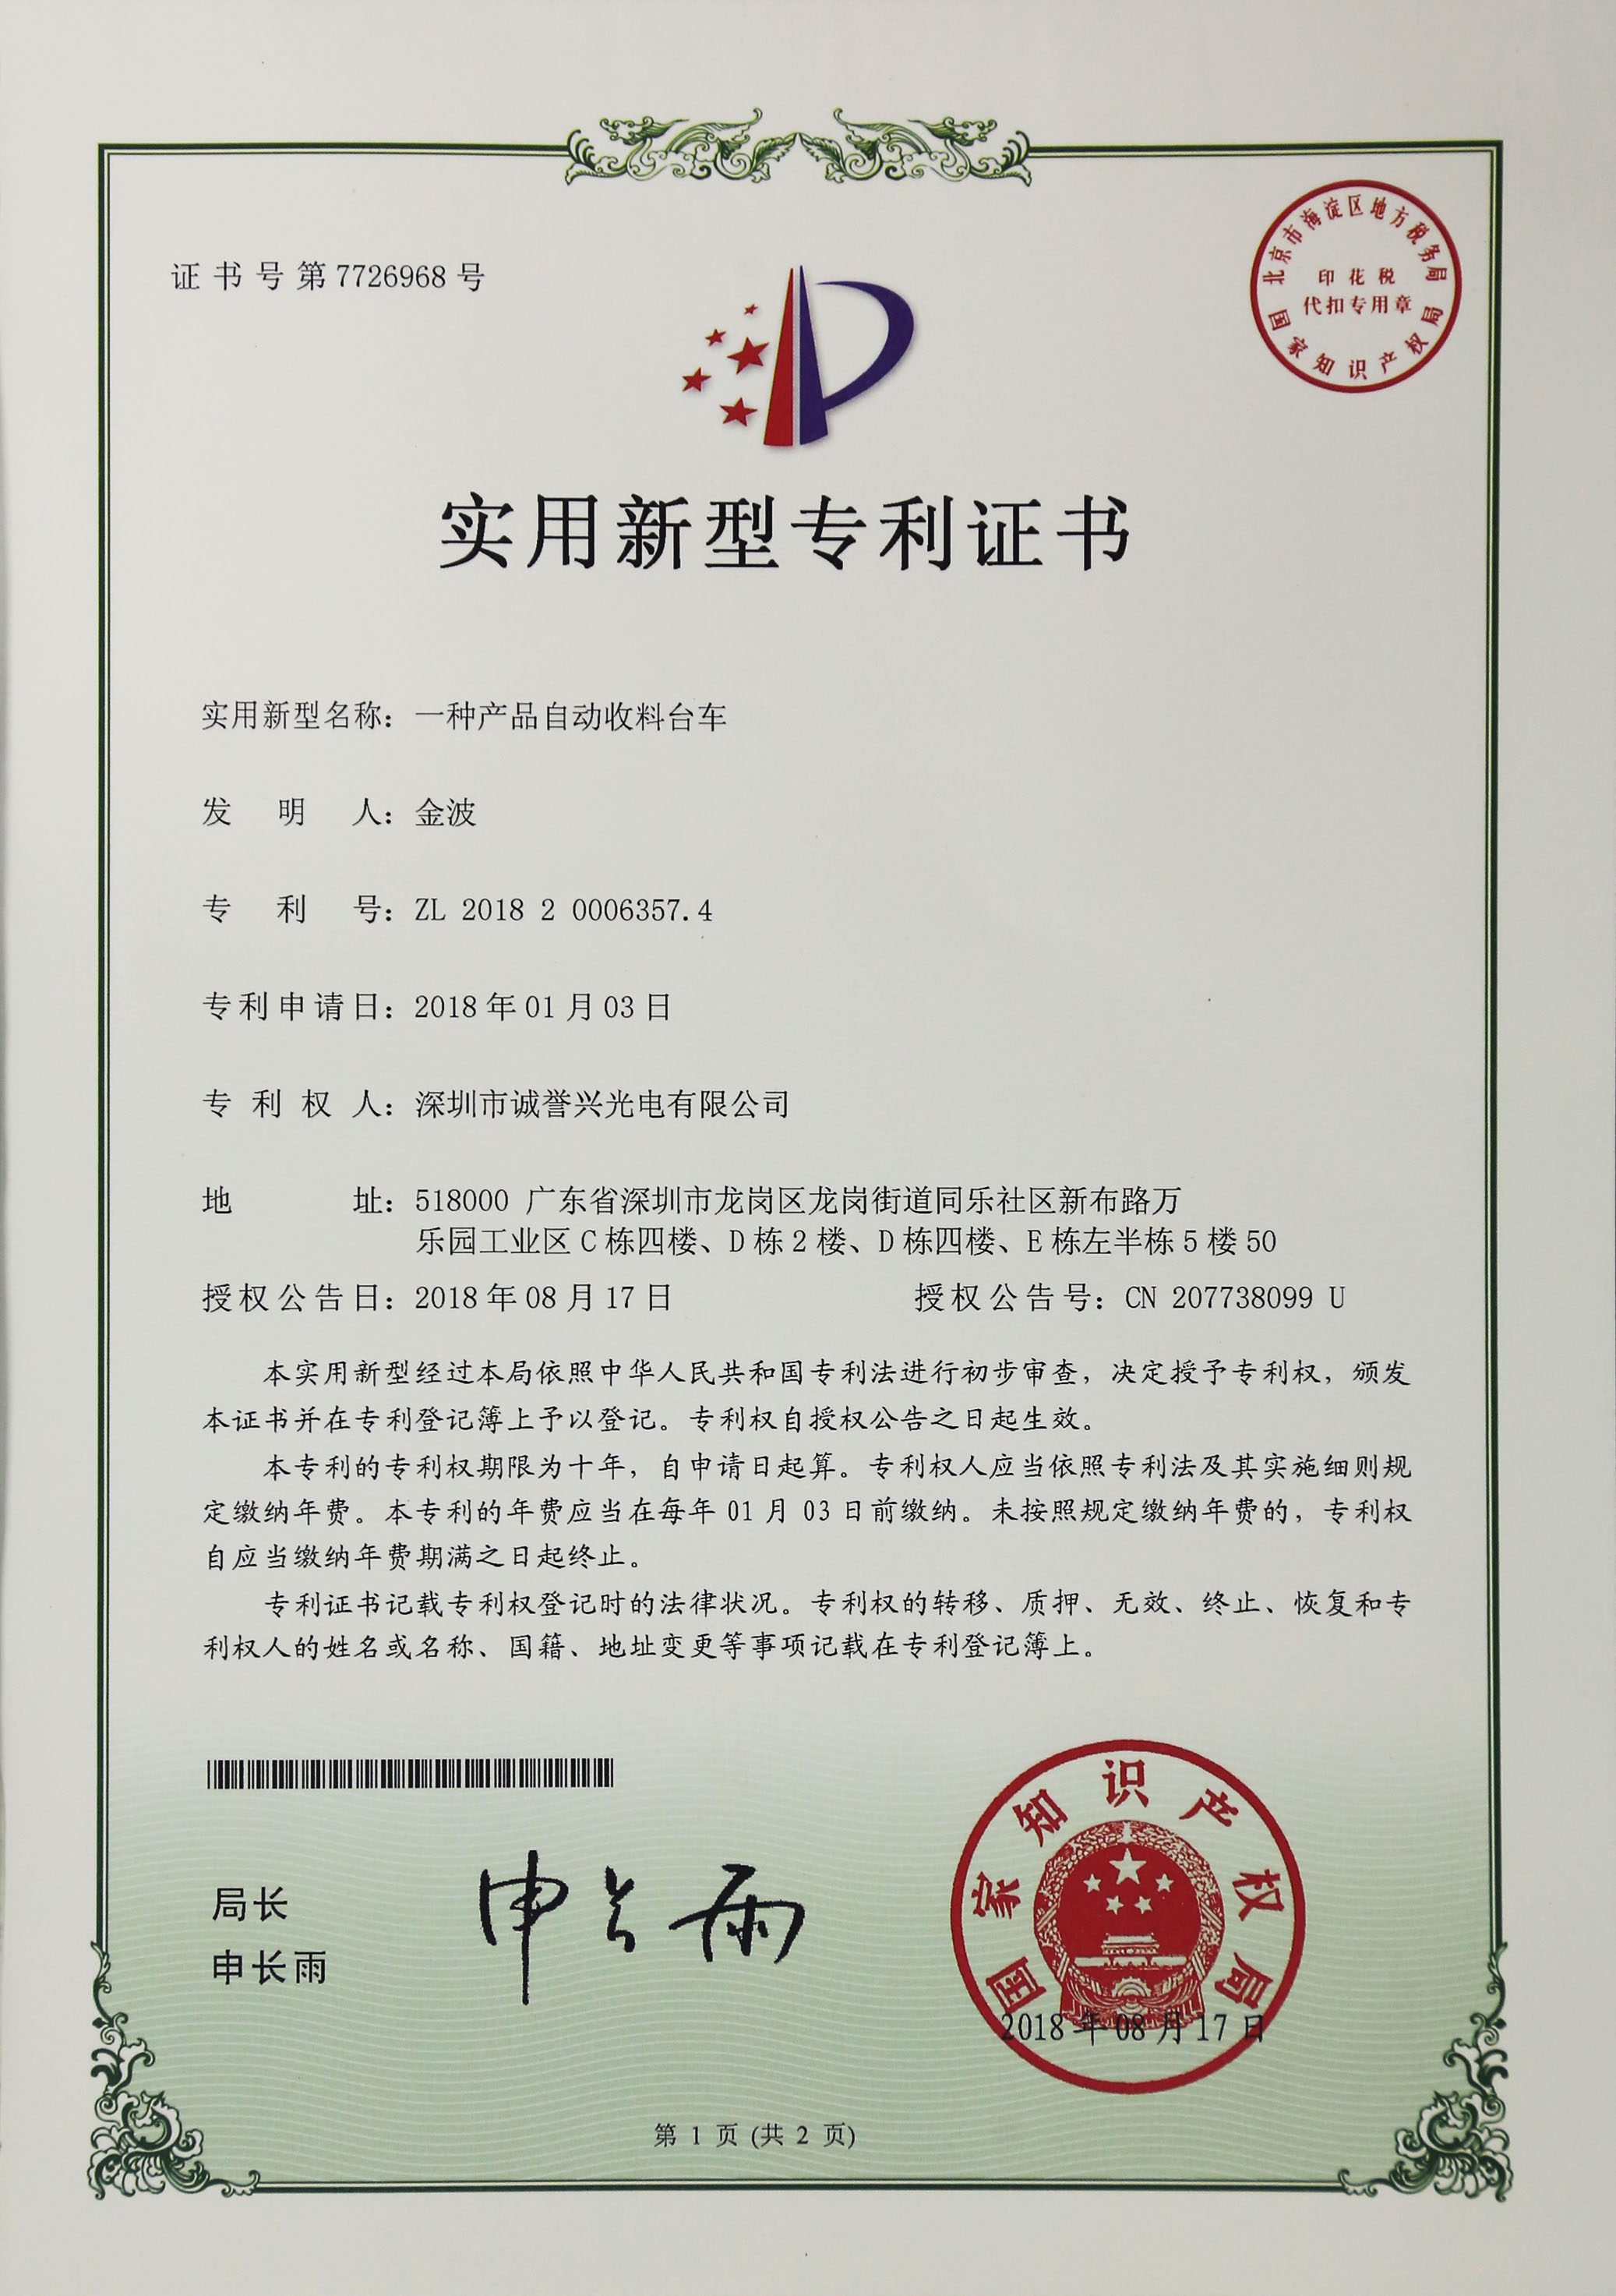 证书号第7726968号
北京市海淀区地方税务局
印花税
代扣专用章
国家知识产权局
实用新型专利证书
实用新型名称：一种产品自动收料台车
发明人：金波
专利号：ZL 2018 2 0006357.4
专利申请日：2018年01月03日
专利权人：深圳市诚誉兴光电有限公司
地址：518000 广东省深圳市龙岗区龙岗街道同乐社区新布路万
乐园工业区C栋四楼、D栋2楼、D栋四楼、E栋左半栋5楼50
授权公告日：2018年08月17日 授权公告号：CN 207738099 U
本实用新型经过本局依照中华人民共和国专利法进行初步审查，决定授予专利权，颁发
本证书并在专利登记簿上予以登记。专利权自授权公告之日起生效。
本专利的专利权期限为十年，自申请日起算。专利权人应当依照专利法及其实施细则规
定缴纳年费。本专利的年费应当在每年01月03日前缴纳。未按照规定缴纳年费的，专利权
自应当缴纳年费期满之日起终止。
专利证书记载专利权登记时的法律状况。专利权的转移、质押、无效、终止、恢复和专
利权人的姓名或名称、国籍、地址变更等事项记载在专利登记簿上。
局长
申长雨
申长雨
国家知识产权局
2018年08月17日
第 1 页 (共 2 页)